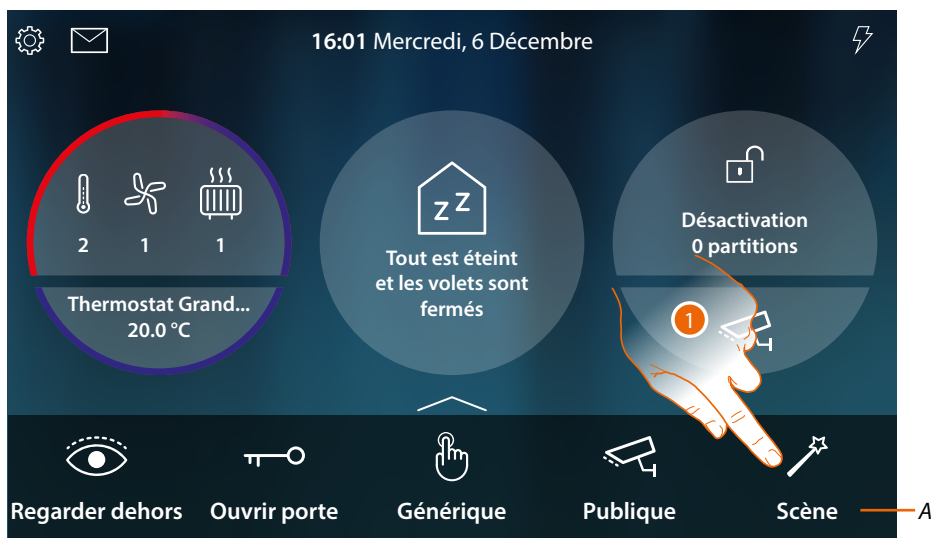 16:01 Mercredi, 6 Décembre
2 1 1
Thermostat Grand...
20.0 °C
z Z
Tout est éteint
et les volets sont
fermés
Désactivation
0 partitions
1
Regarder dehors
Ouvrir porte
Générique
Publique
Scène
A